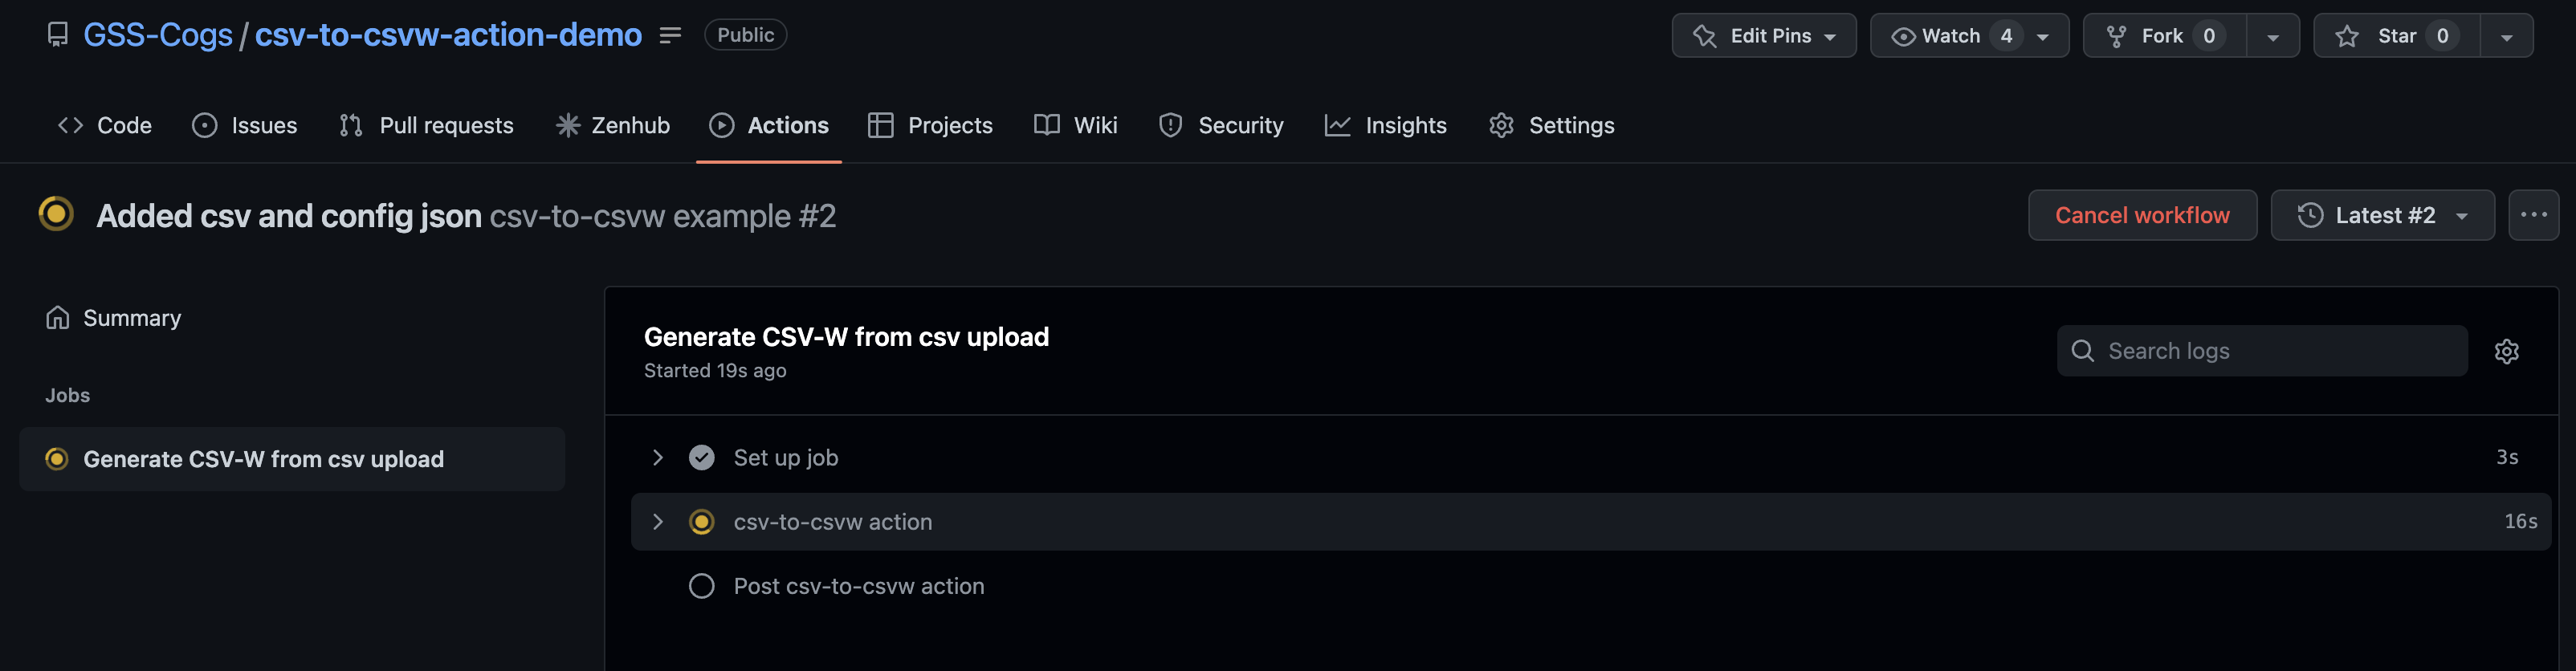 GSS-Cogs / csv-to-csvw-action-demo Public Edit Pins Watch 4 Fork 0 Star 0
Code Issues Pull requests Zenhub Actions Projects Wiki Security Insights Settings
Added csv and config json csv-to-csvw example #2 Cancel workflow Latest #2 ...
Summary
Jobs
Generate CSV-W from csv upload
Generate CSV-W from csv upload
Started 19s ago
Search logs
Set up job 3s
csv-to-csvw action 16s
Post csv-to-csvw action